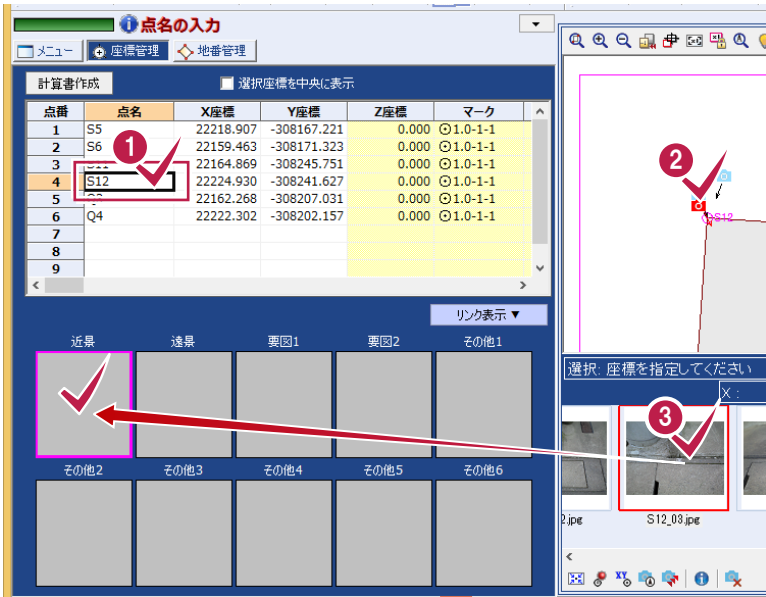 点名の入力
メニュー 座標管理 地番管理
計算書作成 選択座標を中央に表示
点番 点名 X座標 Y座標 Z座標 マーク
1 S5 22218.907 -308167.221 0.000 1.0-1-1
2 S6 22159.463 -308171.323 0.000 1.0-1-1
3 S11 22164.869 -308245.751 0.000 1.0-1-1
4 S12 22224.930 -308241.627 0.000 1.0-1-1
5 22162.268 -308207.031 0.000 1.0-1-1
6 Q4 22222.302 -308202.157 0.000 1.0-1-1
7
8
9
リンク表示 ▼
近景 遠景 要図1 要図2 その他1
その他2 その他3 その他4 その他5 その他6
1
2
S12
選択: 座標を指定してください
X :
3
2.jpg S12_03.jpg
XY